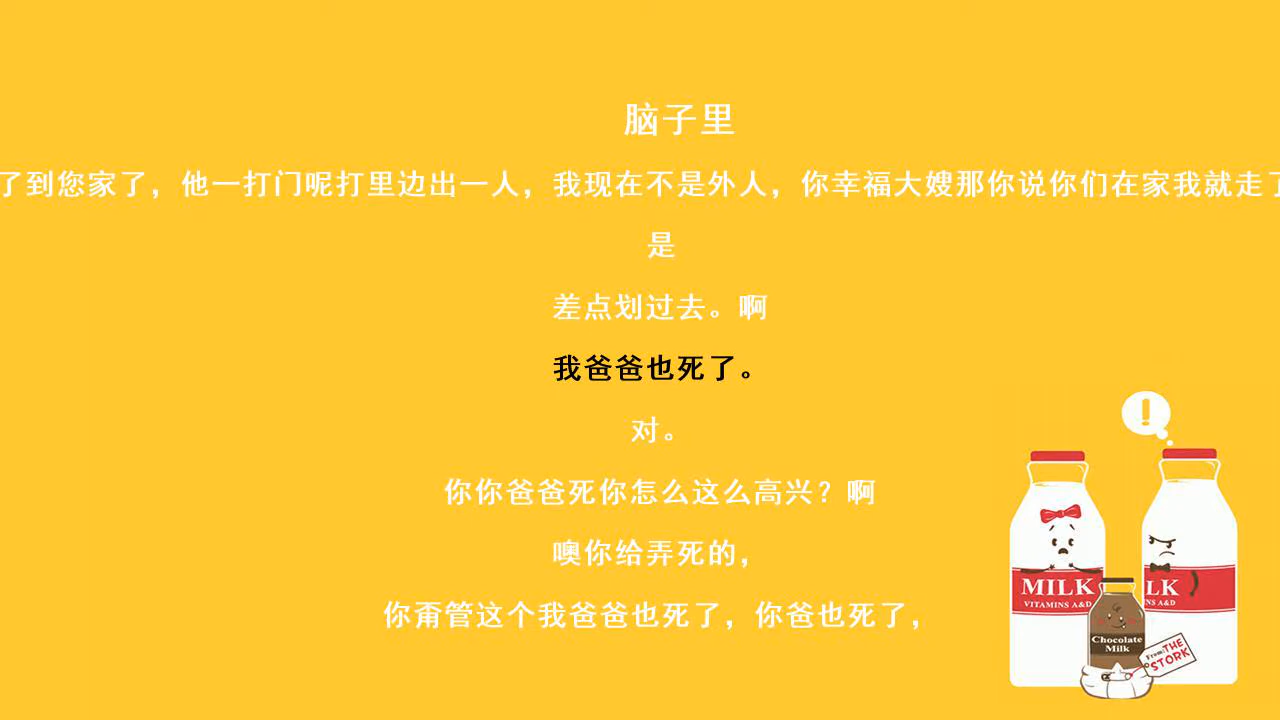 脑子里
了到您家了，他一打门呢打里边出一人，我现在不是外人，你幸福大嫂那你说你们在家我就走了
是
差点划过去。啊
我爸爸也死了。
对。
你你爸爸死你怎么这么高兴？啊
噢你给弄死的，
你甭管这个我爸爸也死了，你爸也死了，
!
MILK
VITAMINS A&D
LK
NS A&D
Chocolate
Milk
From: THE
STORK